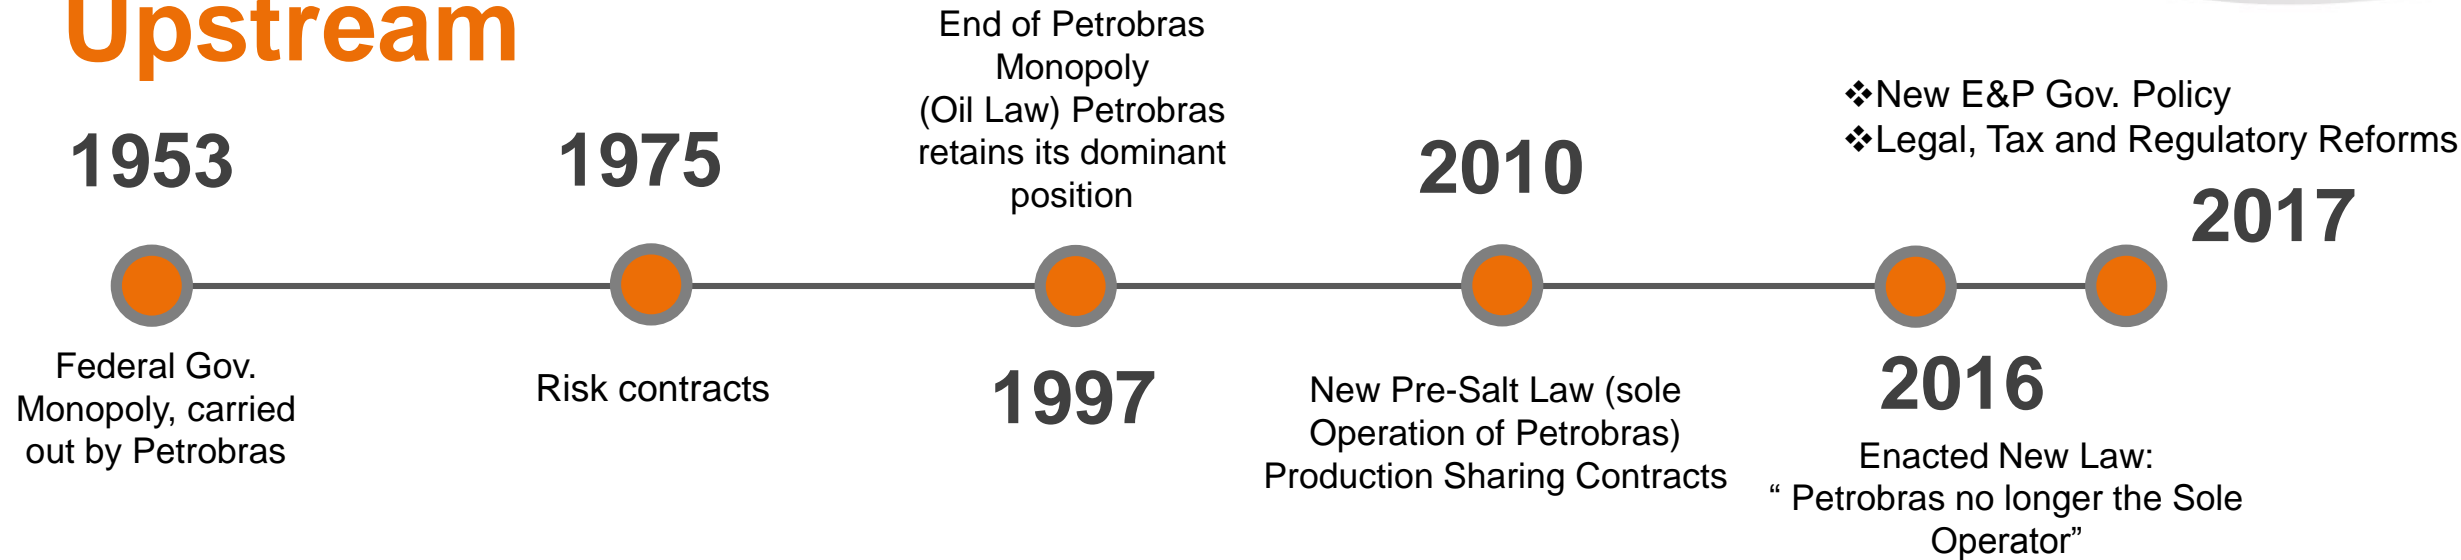 Upstream
1953
Federal Gov.
Monopoly, carried
out by Petrobras
1975
Risk contracts
End of Petrobras
Monopoly
(Oil Law) Petrobras
retains its dominant
position
1997
2010
New Pre-Salt Law (sole
Operation of Petrobras)
Production Sharing Contracts
2016
Enacted New Law:
“ Petrobras no longer the Sole
Operator”
❖New E&P Gov. Policy
❖Legal, Tax and Regulatory Reforms
2017